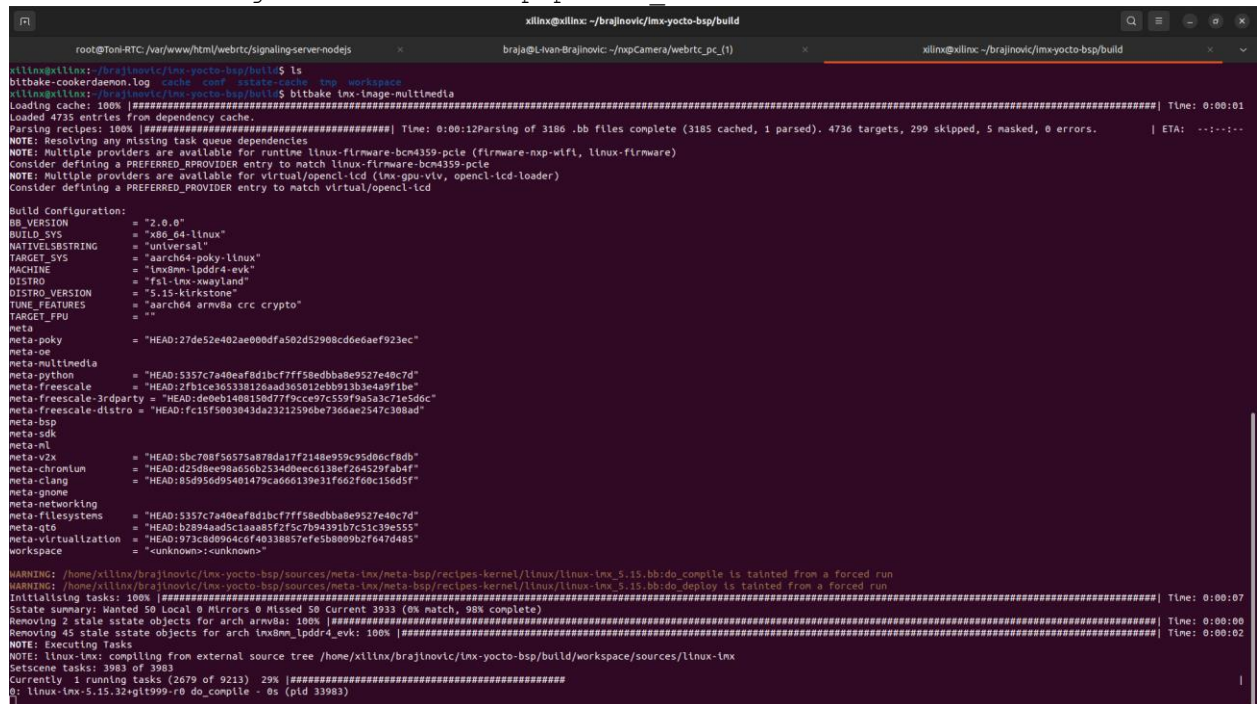 xilinx@xilinx: ~/brajinovic/imx-yocto-bsp/build
root@Toni-RTC: /var/www/html/webrtc/signaling-server-nodejs
braja@L-Ivan-Brajinovic: ~/nxpCamera/webrtc_pc_(1)
xilinx@xilinx: ~/brajinovic/imx-yocto-bsp/build
xilinx@xilinx:~/brajinovic/imx-yocto-bsp/build$ ls
bitbake-cookerdaemon.log cache conf sstate-cache tmp workspace
xilinx@xilinx:~/brajinovic/imx-yocto-bsp/build$ bitbake imx-image-multimedia
Loading cache: 100% |####| Time: 0:00:01
Loaded 4735 entries from dependency cache.
Parsing recipes: 100% |####| Time: 0:00:12Parsing of 3186 .bb files complete (3185 cached, 1 parsed). 4736 targets, 299 skipped, 5 masked, 0 errors. | ETA: --:--:--
NOTE: Resolving any missing task queue dependencies
NOTE: Multiple providers are available for runtime linux-firmware-bcm4359-pcie (firmware-nxp-wifi, linux-firmware)
Consider defining a PREFERRED_RPROVIDER entry to match linux-firmware-bcm4359-pcie
NOTE: Multiple providers are available for virtual/opencl-icd (imx-gpu-viv, opencl-icd-loader)
Consider defining a PREFERRED_PROVIDER entry to match virtual/opencl-icd
Build Configuration:
BB_VERSION = "2.0.0"
BUILD_SYS = "x86_64-linux"
NATIVELSBSTRING = "universal"
TARGET_SYS = "aarch64-poky-linux"
MACHINE = "imx8mm-lpddr4-evk"
DISTRO = "fsl-imx-xwayland"
DISTRO_VERSION = "5.15-kirkstone"
TUNE_FEATURES = "aarch64 armv8a crc crypto"
TARGET_FPU = ""
meta
meta-poky = "HEAD:27de52e402ae000dfa502d52908cd6e6aef923ec"
meta-oe
meta-multimedia
meta-python = "HEAD:5357c7a40eaf8d1bcf7ff58edbba8e9527e40c7d"
meta-freescale = "HEAD:2fb1ce365338126aad365012ebb913b3e4a9f1be"
meta-freescale-3rdparty = "HEAD:de0eb1408150d77f9cce97c559f9a5a3c71e5d6c"
meta-freescale-distro = "HEAD:fc15f5003043da23212596be7366ae2547c308ad"
meta-bsp
meta-sdk
meta-ml
meta-v2x = "HEAD:5bc708f56575a878da17f2148e959c95d06cf8db"
meta-chromium = "HEAD:d25d8ee98a656b2534d0eec6138ef264529fab4f"
meta-clang = "HEAD:85d956d95401479ca666139e31f662f60c156d5f"
meta-gnome
meta-networking
meta-filesystems = "HEAD:5357c7a40eaf8d1bcf7ff58edbba8e9527e40c7d"
meta-qt6 = "HEAD:b2894aad5c1aaa85f2f5c7b94391b7c51c39e555"
meta-virtualization = "HEAD:973c8d0964c6f40338857efe5b8009b2f647d485"
workspace = "<unknown>:<unknown>"
WARNING: /home/xilinx/brajinovic/imx-yocto-bsp/sources/meta-imx/meta-bsp/recipes-kernel/linux/linux-imx_5.15.bb:do_compile is tainted from a forced run
WARNING: /home/xilinx/brajinovic/imx-yocto-bsp/sources/meta-imx/meta-bsp/recipes-kernel/linux/linux-imx_5.15.bb:do_deploy is tainted from a forced run
Initialising tasks: 100% |####| Time: 0:00:07
Sstate summary: Wanted 50 Local 0 Mirrors 0 Missed 50 Current 3933 (0% match, 98% complete)
Removing 2 stale sstate objects for arch armv8a: 100% |####| Time: 0:00:00
Removing 45 stale sstate objects for arch imx8mm_lpddr4_evk: 100% |####| Time: 0:00:02
NOTE: Executing Tasks
NOTE: linux-imx: compiling from external source tree /home/xilinx/brajinovic/imx-yocto-bsp/build/workspace/sources/linux-imx
Setscene tasks: 3983 of 3983
Currently 1 running tasks (2679 of 9213) 29% |#### |
0: linux-imx-5.15.32+git999-r0 do_compile - 0s (pid 33983)